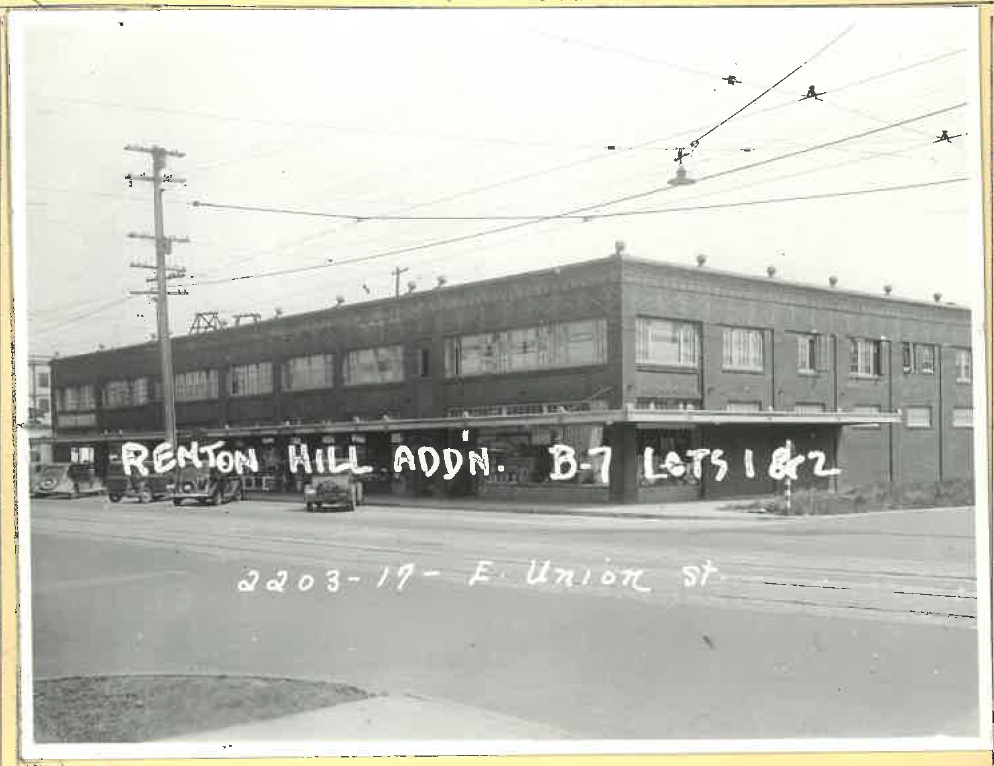 RENTON HILL ADD'N. B-7 LOTS 1 & 2
2203-17- E. Union St.